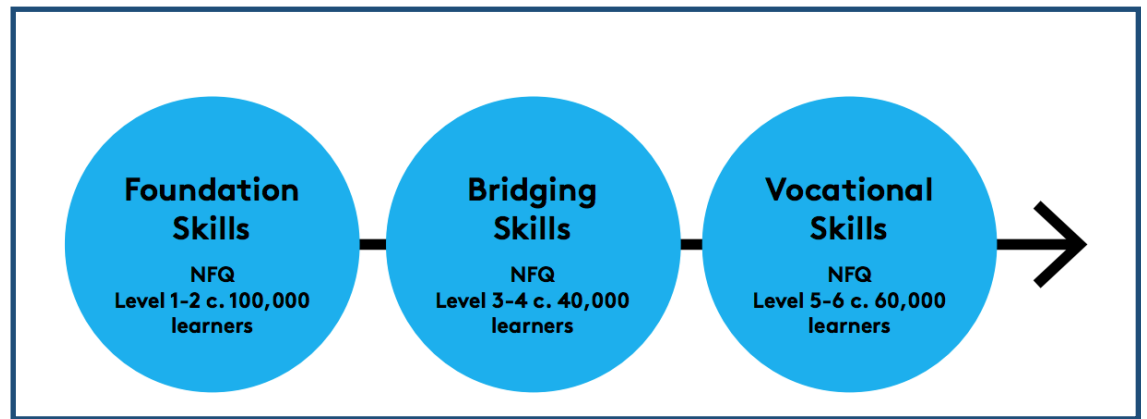 Foundation
Skills
NFQ
Level 1-2 c. 100,000
learners
Bridging
Skills
NFQ
Level 3-4 c. 40,000
learners
Vocational
Skills
NFQ
Level 5-6 c. 60,000
learners